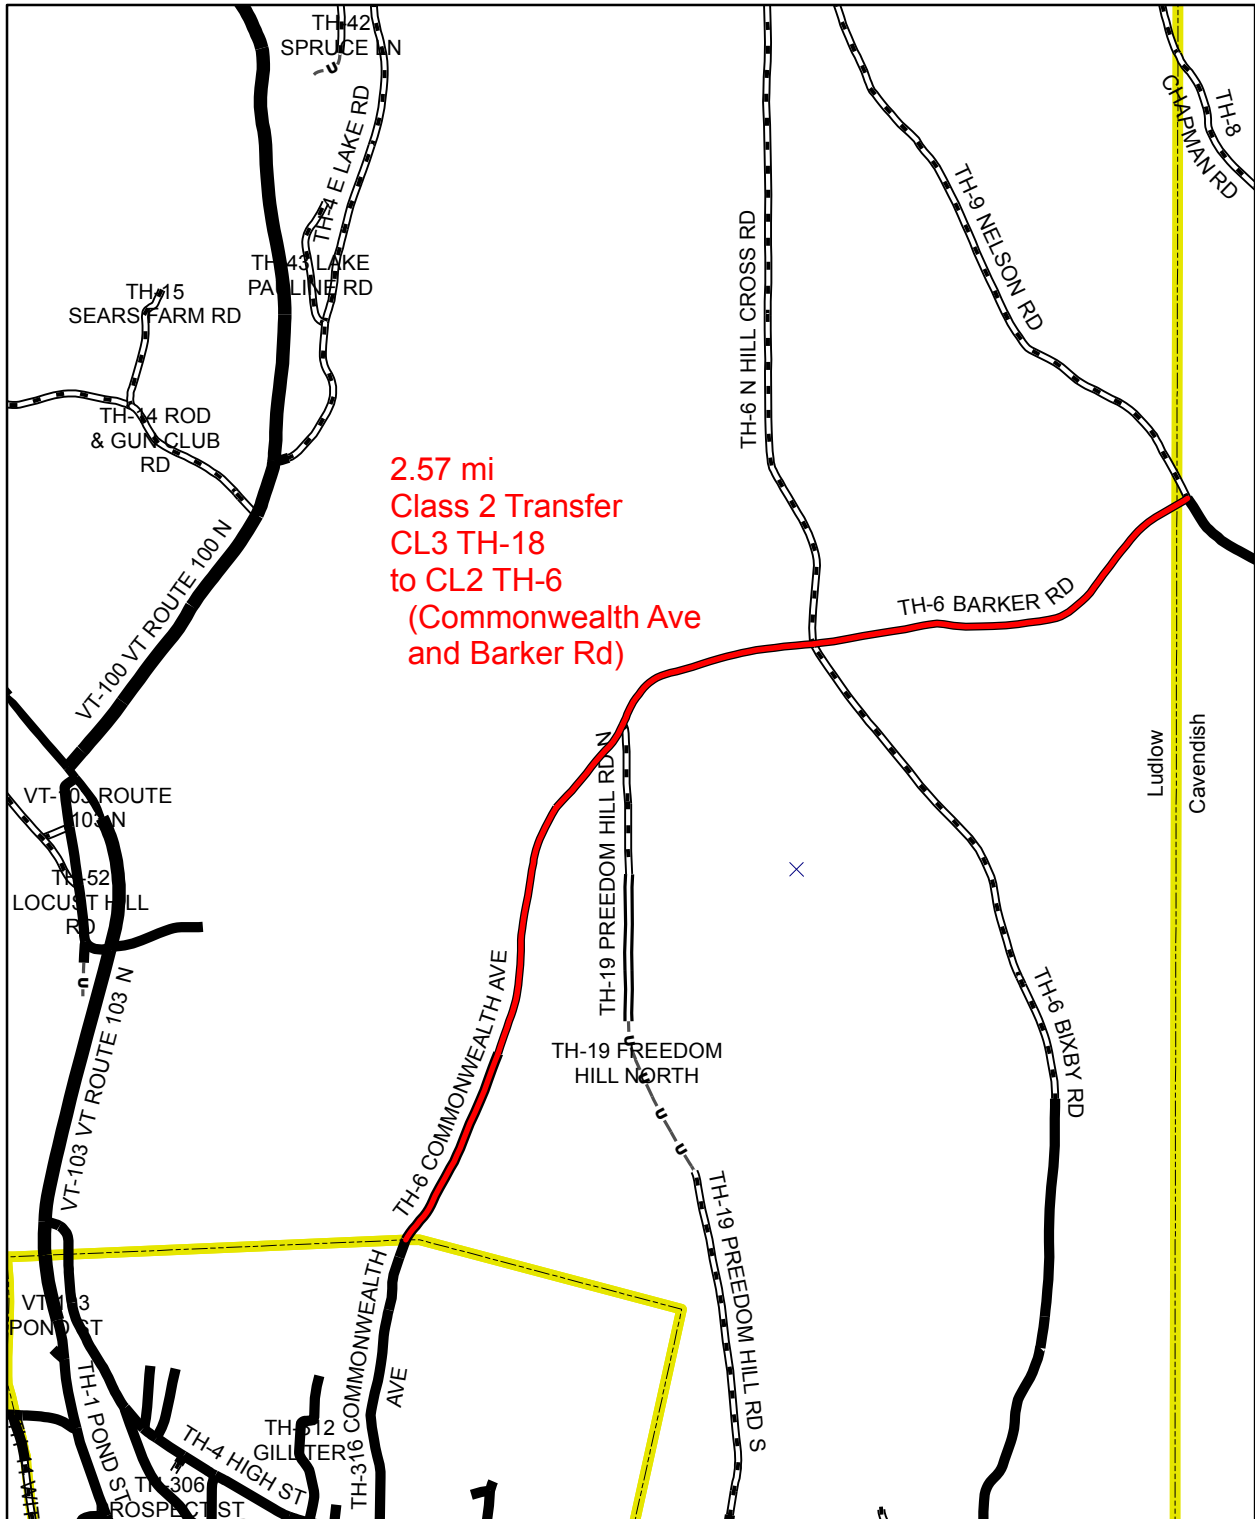 TH-42
SPRUCE LN
TH-4 E LAKE RD
TH-43 LAKE
PAULINE RD
TH-15
SEARS FARM RD
TH-14 ROD
& GUN CLUB
RD
VT-100 VT ROUTE 100 N
2.57 mi
Class 2 Transfer
CL3 TH-18
to CL2 TH-6
(Commonwealth Ave
and Barker Rd)
TH-6 N HILL CROSS RD
TH-9 NELSON RD
TH-8
CHAPMAN RD
TH-6 BARKER RD
Ludlow
Cavendish
VT-103 ROUTE
103 N
TH-52
LOCUST HILL
RD
VT-103 VT ROUTE 103 N
TH-19 PREEDOM HILL RD N
TH-19 FREEDOM
HILL NORTH
TH-6 COMMONWEALTH AVE
TH-6 BIXBY RD
TH-19 PREEDOM HILL RD S
TH-316 COMMONWEALTH
AVE
VT-103
POND ST
TH-1 POND ST
TH-4 HIGH ST
TH-312
GILL TER
TH-306
ROSPECT ST
U
U
U
U
U
U